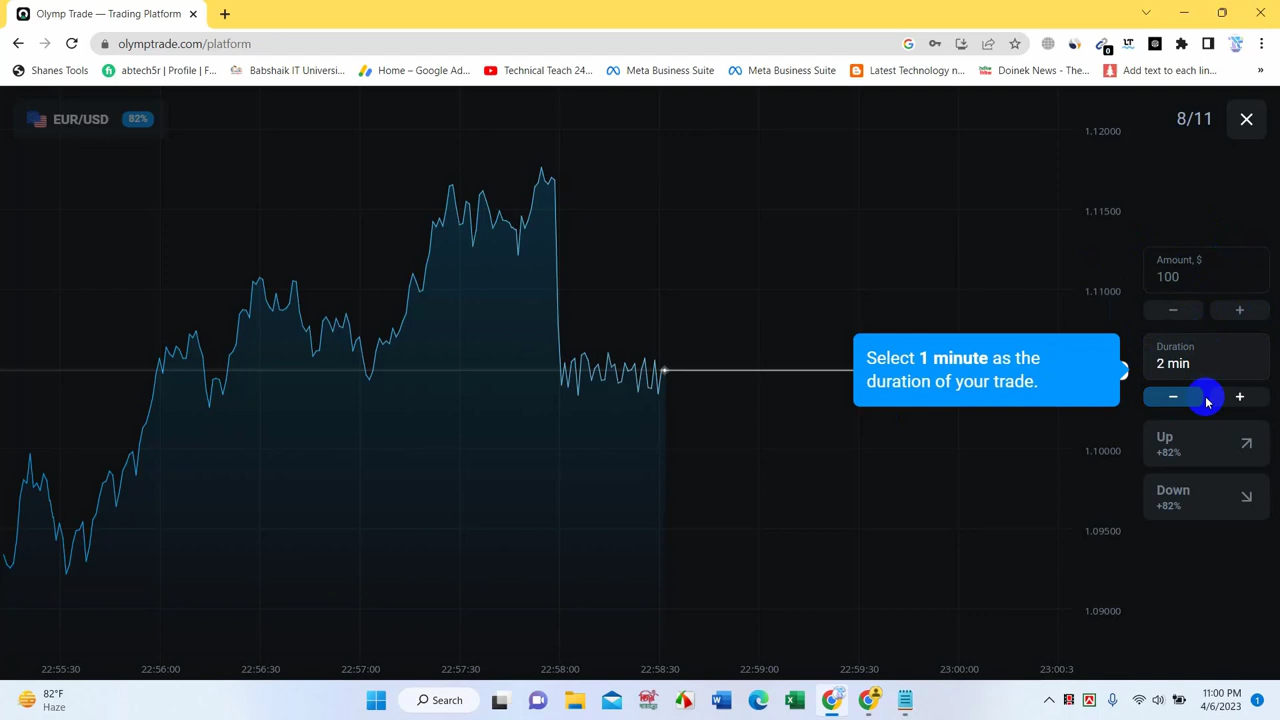 Olymp Trade — Trading Platform
olymptrade.com/platform
Shanes Tools
abtech5r | Profile | F...
Babshali IT Universi...
Home - Google Ad...
Technical Teach 24...
Meta Business Suite
Meta Business Suite
Latest Technology n...
Doinek News - The...
Add text to each lin...
EUR/USD
82%
8/11
1.12000
1.11500
1.11000
1.10000
1.09500
1.09000
Amount, $
100
Duration
2 min
Select 1 minute as the
duration of your trade.
Up
+82%
Down
+82%
22:55:30
22:56:00
22:56:30
22:57:00
22:57:30
22:58:00
22:58:30
22:59:00
22:59:30
23:00:00
23:00:3
82°F
Haze
Search
11:00 PM
4/6/2023